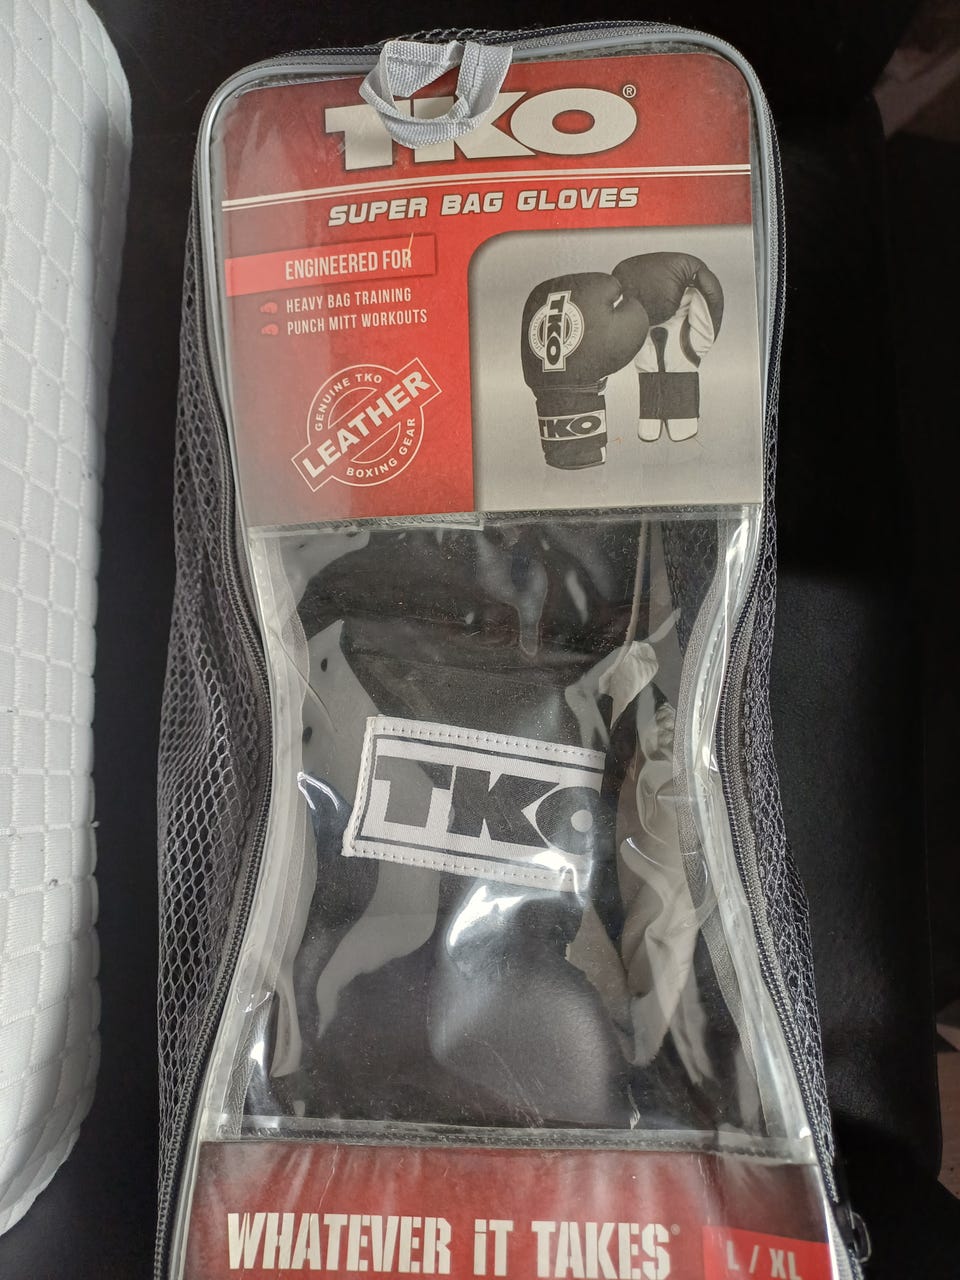 TKO®
SUPER BAG GLOVES
ENGINEERED FOR
HEAVY BAG TRAINING
PUNCH MITT WORKOUTS
GENUINE TKO
LEATHER
BOXING GEAR
TKO
TKO
TKO
WHATEVER iT TAKES®
L / XL